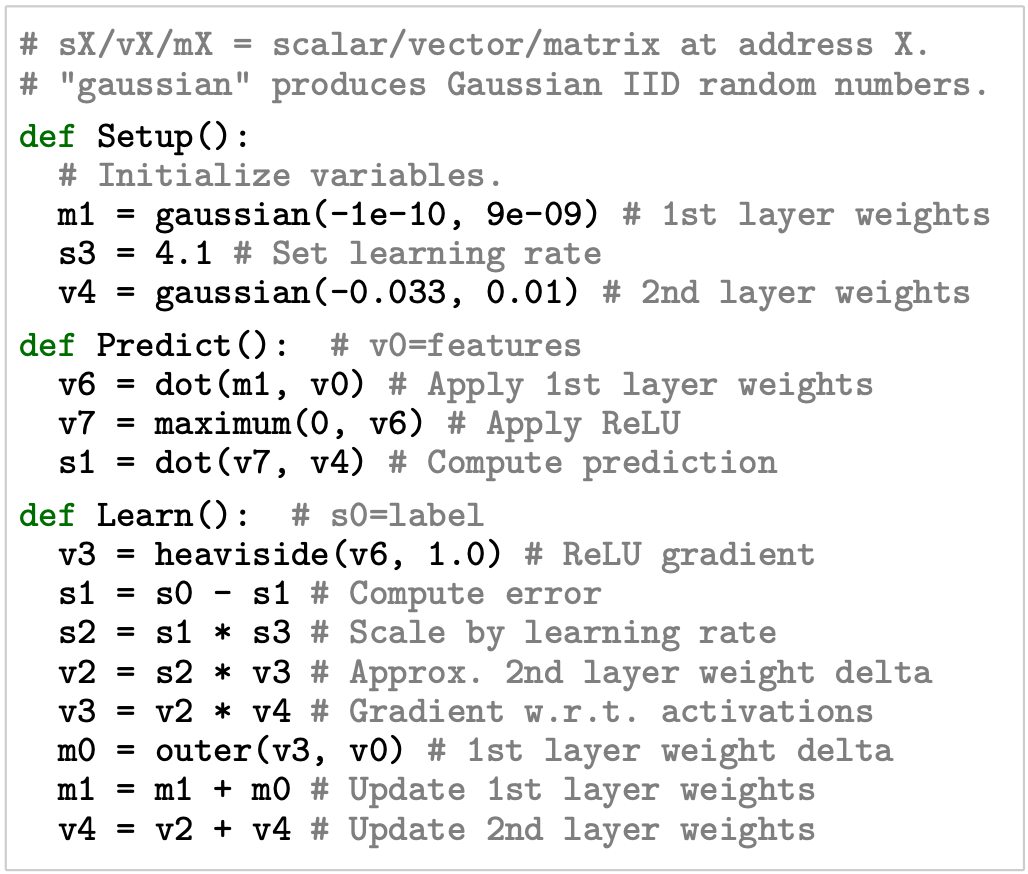 # sX/vX/mX = scalar/vector/matrix at address X.
# "gaussian" produces Gaussian IID random numbers.
def Setup():
  # Initialize variables.
  m1 = gaussian(-1e-10, 9e-09) # 1st layer weights
  s3 = 4.1 # Set learning rate
  v4 = gaussian(-0.033, 0.01) # 2nd layer weights
def Predict():  # v0=features
  v6 = dot(m1, v0) # Apply 1st layer weights
  v7 = maximum(0, v6) # Apply ReLU
  s1 = dot(v7, v4) # Compute prediction
def Learn():  # s0=label
  v3 = heaviside(v6, 1.0) # ReLU gradient
  s1 = s0 - s1 # Compute error
  s2 = s1 * s3 # Scale by learning rate
  v2 = s2 * v3 # Approx. 2nd layer weight delta
  v3 = v2 * v4 # Gradient w.r.t. activations
  m0 = outer(v3, v0) # 1st layer weight delta
  m1 = m1 + m0 # Update 1st layer weights
  v4 = v2 + v4 # Update 2nd layer weights